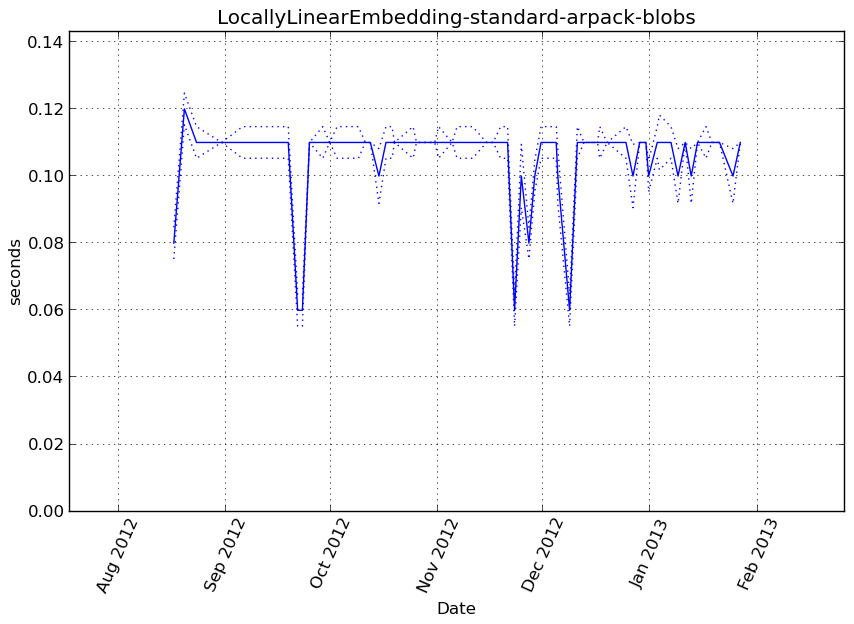 LocallyLinearEmbedding-standard-arpack-blobs
0.14
0.12
0.10
0.08
0.06
0.04
0.02
0.00
seconds
Aug 2012
Sep 2012
Oct 2012
Nov 2012
Dec 2012
Jan 2013
Feb 2013
Date